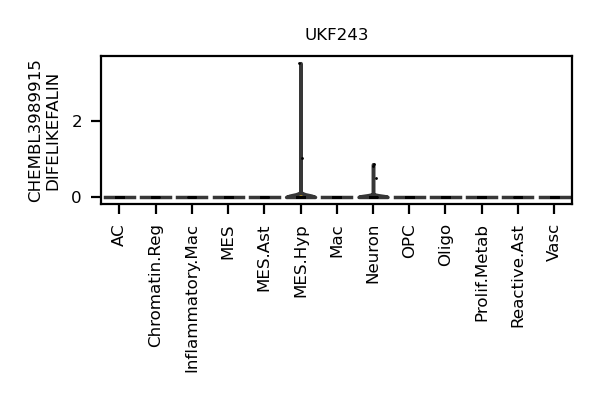 UKF243
CHEMBL3989915
DIFELIKEFALIN
2
0
AC
Chromatin.Reg
Inflammatory.Mac
MES
MES.Ast
MES.Hyp
Mac
Neuron
OPC
Oligo
Prolif.Metab
Reactive.Ast
Vasc